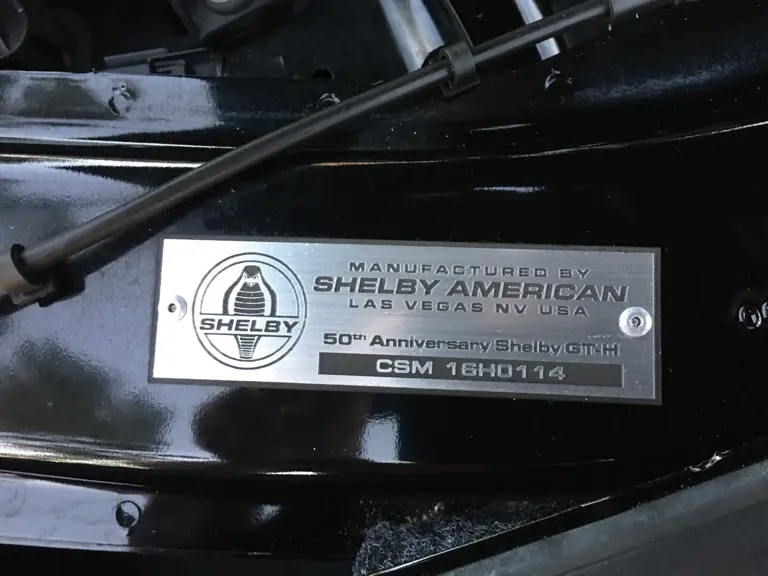 SHELBY
MANUFACTURED BY
SHELBY AMERICAN
LAS VEGAS NV USA
50th Anniversary Shelby GT-H
CSM 16H0114